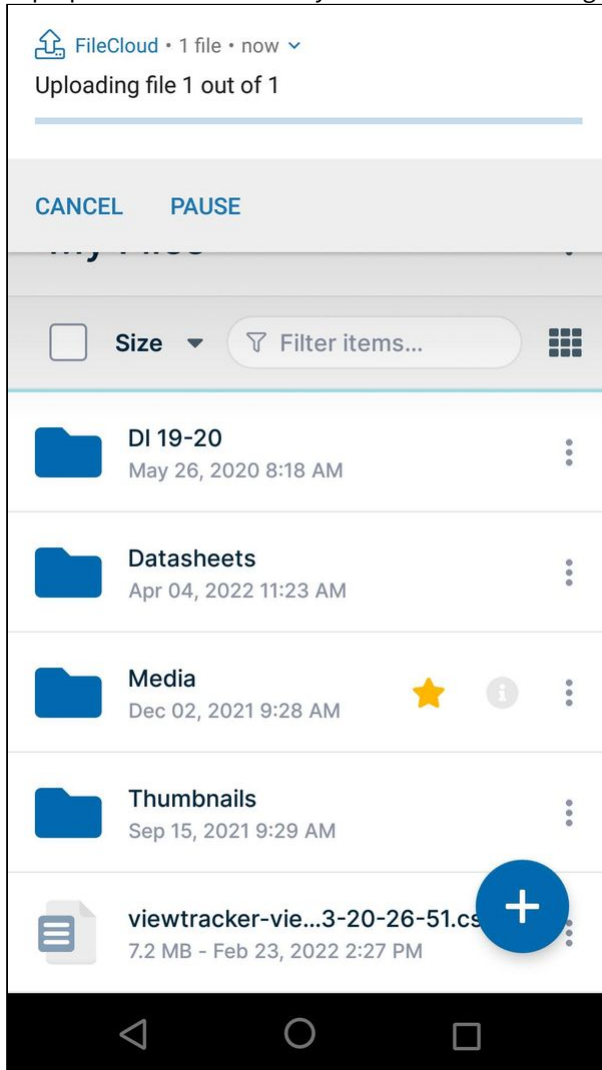 FileCloud • 1 file • now
Uploading file 1 out of 1
CANCEL PAUSE
Size
Filter items...
DI 19-20
May 26, 2020 8:18 AM
Datasheets
Apr 04, 2022 11:23 AM
Media
Dec 02, 2021 9:28 AM
Thumbnails
Sep 15, 2021 9:29 AM
viewtracker-vie...3-20-26-51.cs
7.2 MB - Feb 23, 2022 2:27 PM